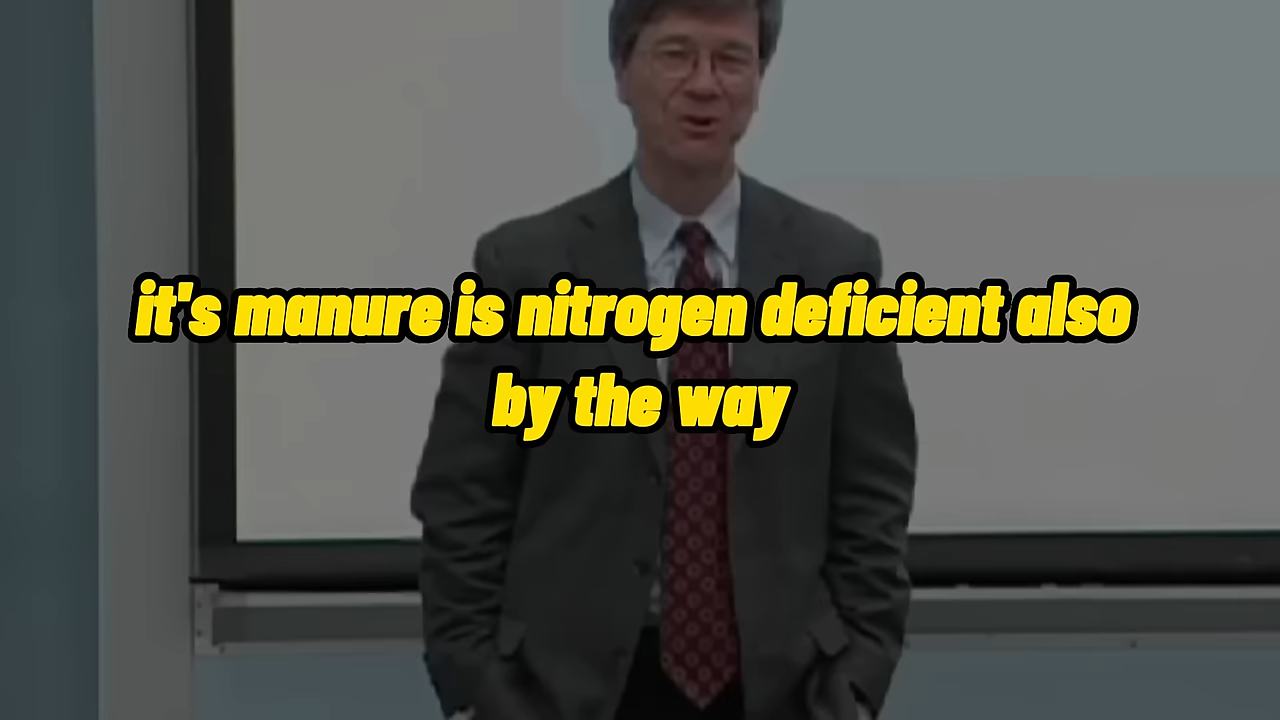 it's manure is nitrogen deficient also
by the way